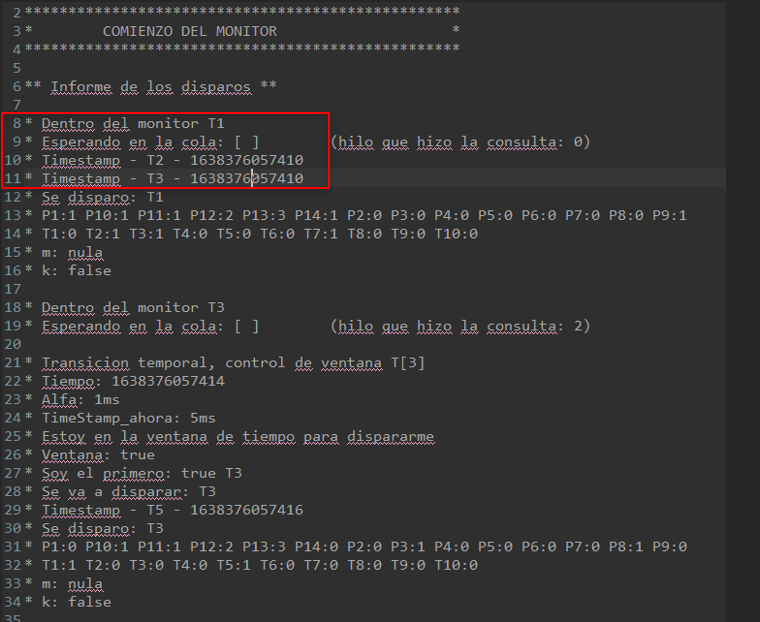 2 **************************************************
3 *        COMIENZO DEL MONITOR                    *
4 **************************************************
5
6 ** Informe de los disparos **
7
8 * Dentro del monitor T1
9 * Esperando en la cola: [ ]        (hilo que hizo la consulta: 0)
10 * Timestamp - T2 - 1638376057410
11 * Timestamp - T3 - 1638376057410
12 * Se disparo: T1
13 * P1:1 P10:1 P11:1 P12:2 P13:3 P14:1 P2:0 P3:0 P4:0 P5:0 P6:0 P7:0 P8:0 P9:1
14 * T1:0 T2:1 T3:1 T4:0 T5:0 T6:0 T7:1 T8:0 T9:0 T10:0
15 * m: nula
16 * k: false
17
18 * Dentro del monitor T3
19 * Esperando en la cola: [ ]        (hilo que hizo la consulta: 2)
20
21 * Transicion temporal, control de ventana T[3]
22 * Tiempo: 1638376057414
23 * Alfa: 1ms
24 * TimeStamp_ahora: 5ms
25 * Estoy en la ventana de tiempo para dispararme
26 * Ventana: true
27 * Soy el primero: true T3
28 * Se va a disparar: T3
29 * Timestamp - T5 - 1638376057416
30 * Se disparo: T3
31 * P1:0 P10:1 P11:1 P12:2 P13:3 P14:0 P2:0 P3:1 P4:0 P5:0 P6:0 P7:0 P8:1 P9:0
32 * T1:1 T2:0 T3:0 T4:0 T5:1 T6:0 T7:0 T8:0 T9:0 T10:0
33 * m: nula
34 * k: false
35